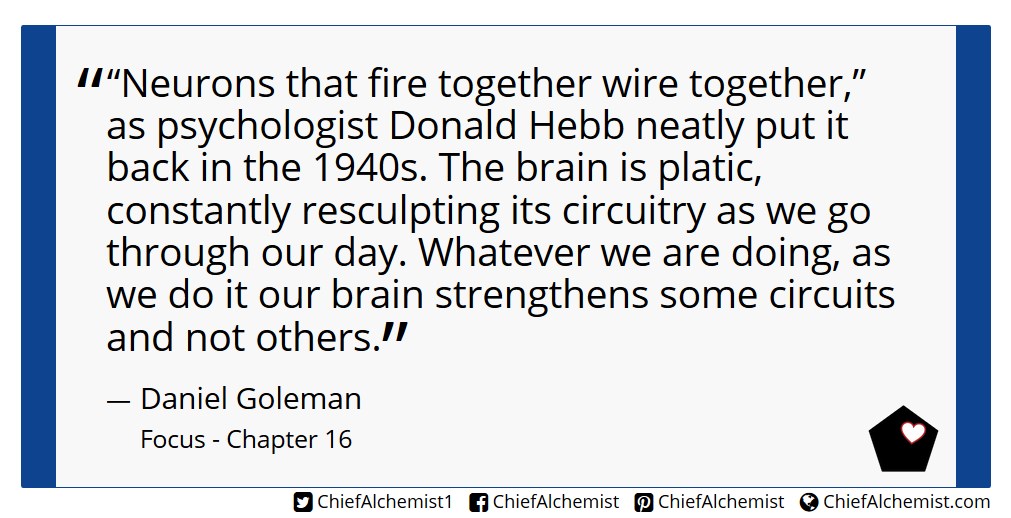 ““Neurons that fire together wire together,”
as psychologist Donald Hebb neatly put it
back in the 1940s. The brain is platic,
constantly resculpting its circuitry as we go
through our day. Whatever we are doing, as
we do it our brain strengthens some circuits
and not others.”
— Daniel Goleman
Focus - Chapter 16
ChiefAlchemist1 ChiefAlchemist ChiefAlchemist ChiefAlchemist.com